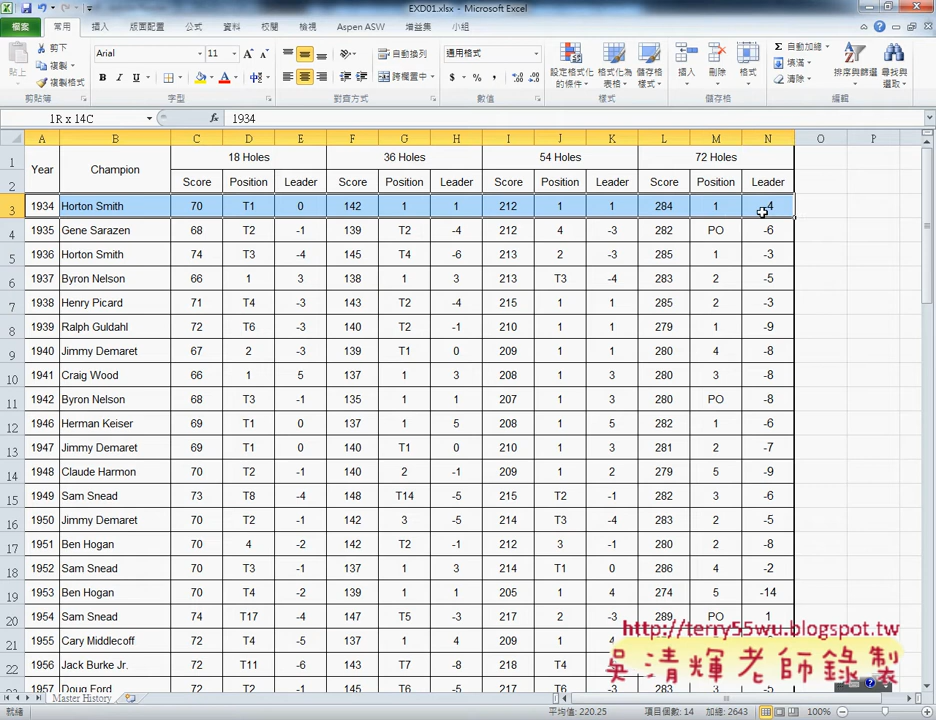 EXD01.xlsx - Microsoft Excel
檔案 常用 插入 版面配置 公式 資料 校閱 檢視 Aspen ASW 增益集 小組
貼上 剪下 複製 複製格式 剪貼簿
Arial 11 字型
自動換列 跨欄置中 對齊方式
通用格式 數值
設定格式化的條件 格式化為表格 儲存格樣式 樣式
插入 刪除 格式 儲存格
自動加總 填滿 清除 排序與篩選 尋找與選取 編輯
1R x 14C fx 1934
A B C D E F G H I J K L M N O P
1 Year Champion 18 Holes 36 Holes 54 Holes 72 Holes
2 Score Position Leader Score Position Leader Score Position Leader Score Position Leader
3 1934 Horton Smith 70 T1 0 142 1 1 212 1 1 284 1 -4
4 1935 Gene Sarazen 68 T2 -1 139 T2 -4 212 4 -3 282 PO -6
5 1936 Horton Smith 74 T3 -4 145 T4 -6 213 2 -3 285 1 -3
6 1937 Byron Nelson 66 1 3 138 1 3 213 T3 -4 283 2 -5
7 1938 Henry Picard 71 T4 -3 143 T2 -4 215 1 1 285 2 -3
8 1939 Ralph Guldahl 72 T6 -3 140 T2 -1 210 1 1 279 1 -9
9 1940 Jimmy Demaret 67 2 -3 139 T1 0 209 1 1 280 4 -8
10 1941 Craig Wood 66 1 5 137 1 3 208 1 3 280 3 -8
11 1942 Byron Nelson 68 T3 -1 135 1 1 207 1 3 280 PO -8
12 1946 Herman Keiser 69 T1 0 137 1 5 208 1 5 282 1 -6
13 1947 Jimmy Demaret 69 T1 0 140 T1 0 210 1 3 281 2 -7
14 1948 Claude Harmon 70 T2 -1 140 2 -1 209 1 2 279 5 -9
15 1949 Sam Snead 73 T8 -4 148 T14 -5 215 T2 -1 282 3 -6
16 1950 Jimmy Demaret 70 T2 -1 142 3 -5 214 T3 -4 283 2 -5
17 1951 Ben Hogan 70 4 -2 142 T2 -1 212 3 -1 280 2 -8
18 1952 Sam Snead 70 T3 -1 137 1 3 214 T1 0 286 4 -2
19 1953 Ben Hogan 70 T4 -2 139 1 1 205 1 4 274 5 -14
20 1954 Sam Snead 74 T17 -4 147 T5 -3 217 2 -3 289 PO 1
21 1955 Cary Middlecoff 72 T4 -5 137 1 4 209 1
22 1956 Jack Burke Jr. 72 T11 -6 143 T7 -8 218 T4
1957 Doug Ford 72 T2 -1 145 T6 -5 217 T6 283 3 -5
http://terry55wu.blogspot.tw
吳清輝老師錄製
Master History
就緒 平均值: 220.25 項目個數: 14 加總: 2643 100%